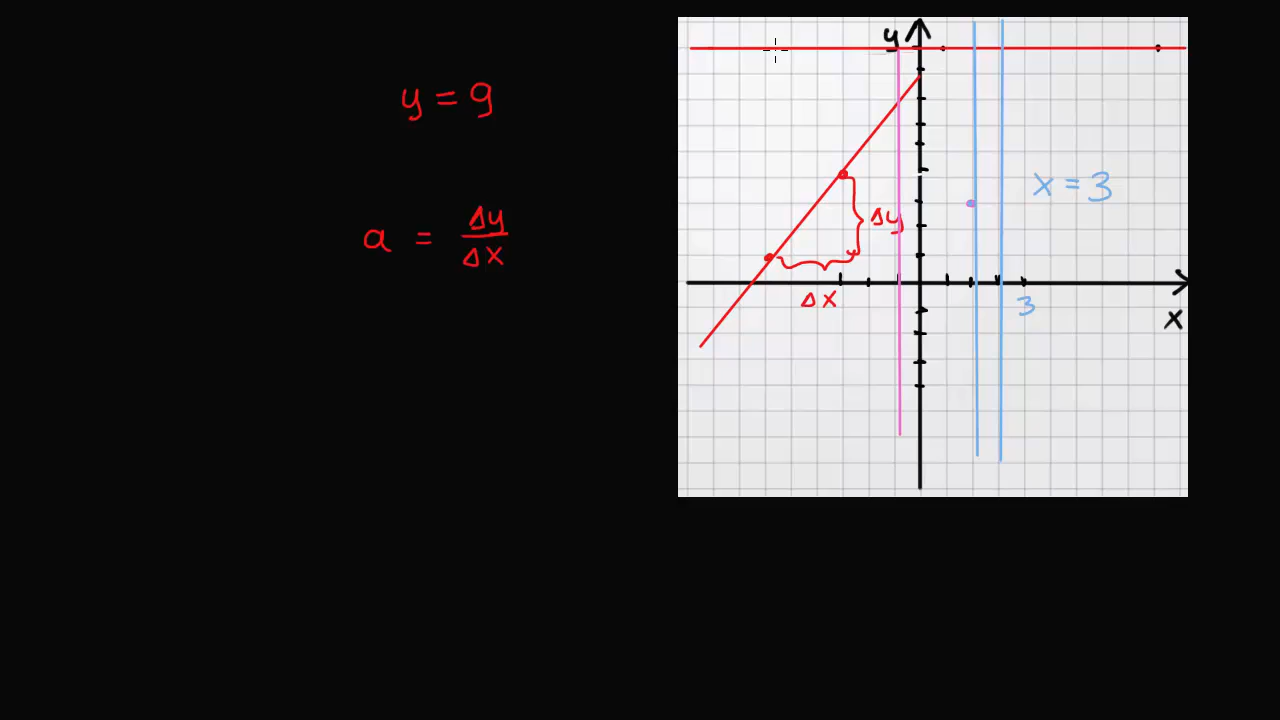 y = 9
a = Δy/Δx
y
x = 3
Δy
Δx
3
x